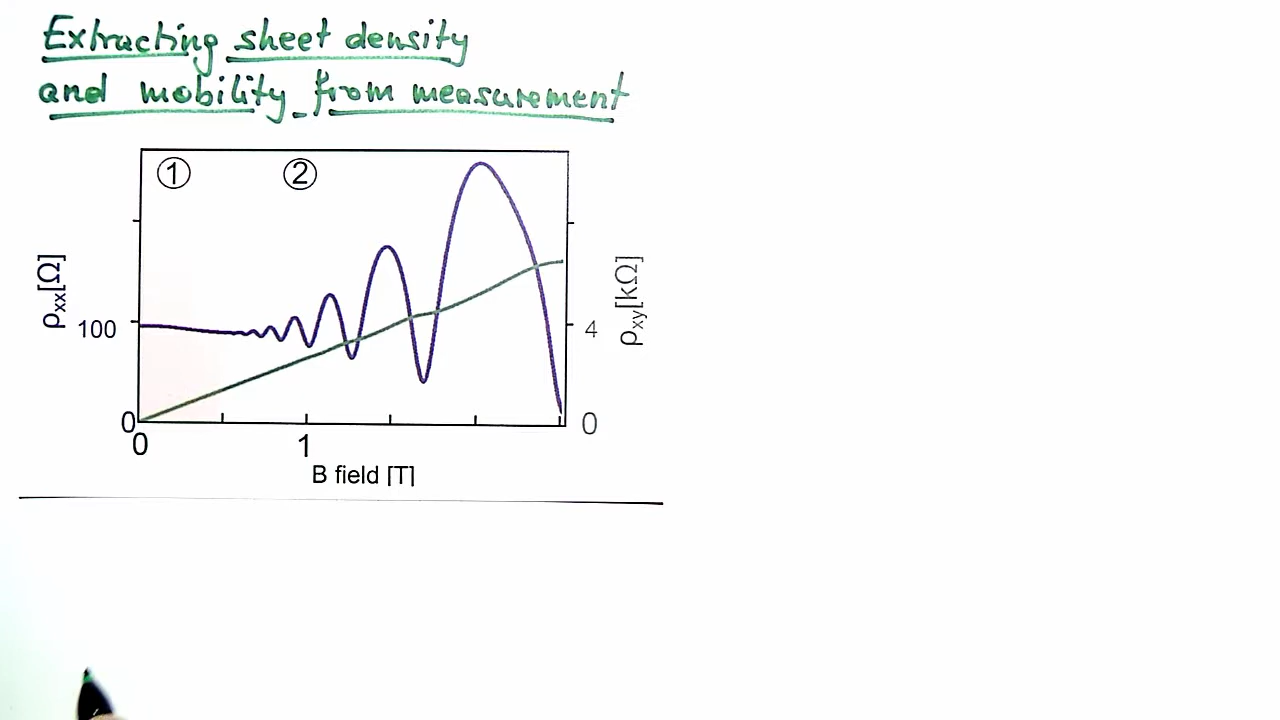 Extracting sheet density
and mobility from measurement
① ②
ρxx[Ω]
100
0
0 1
B field [T]
4
0
ρxy[kΩ]